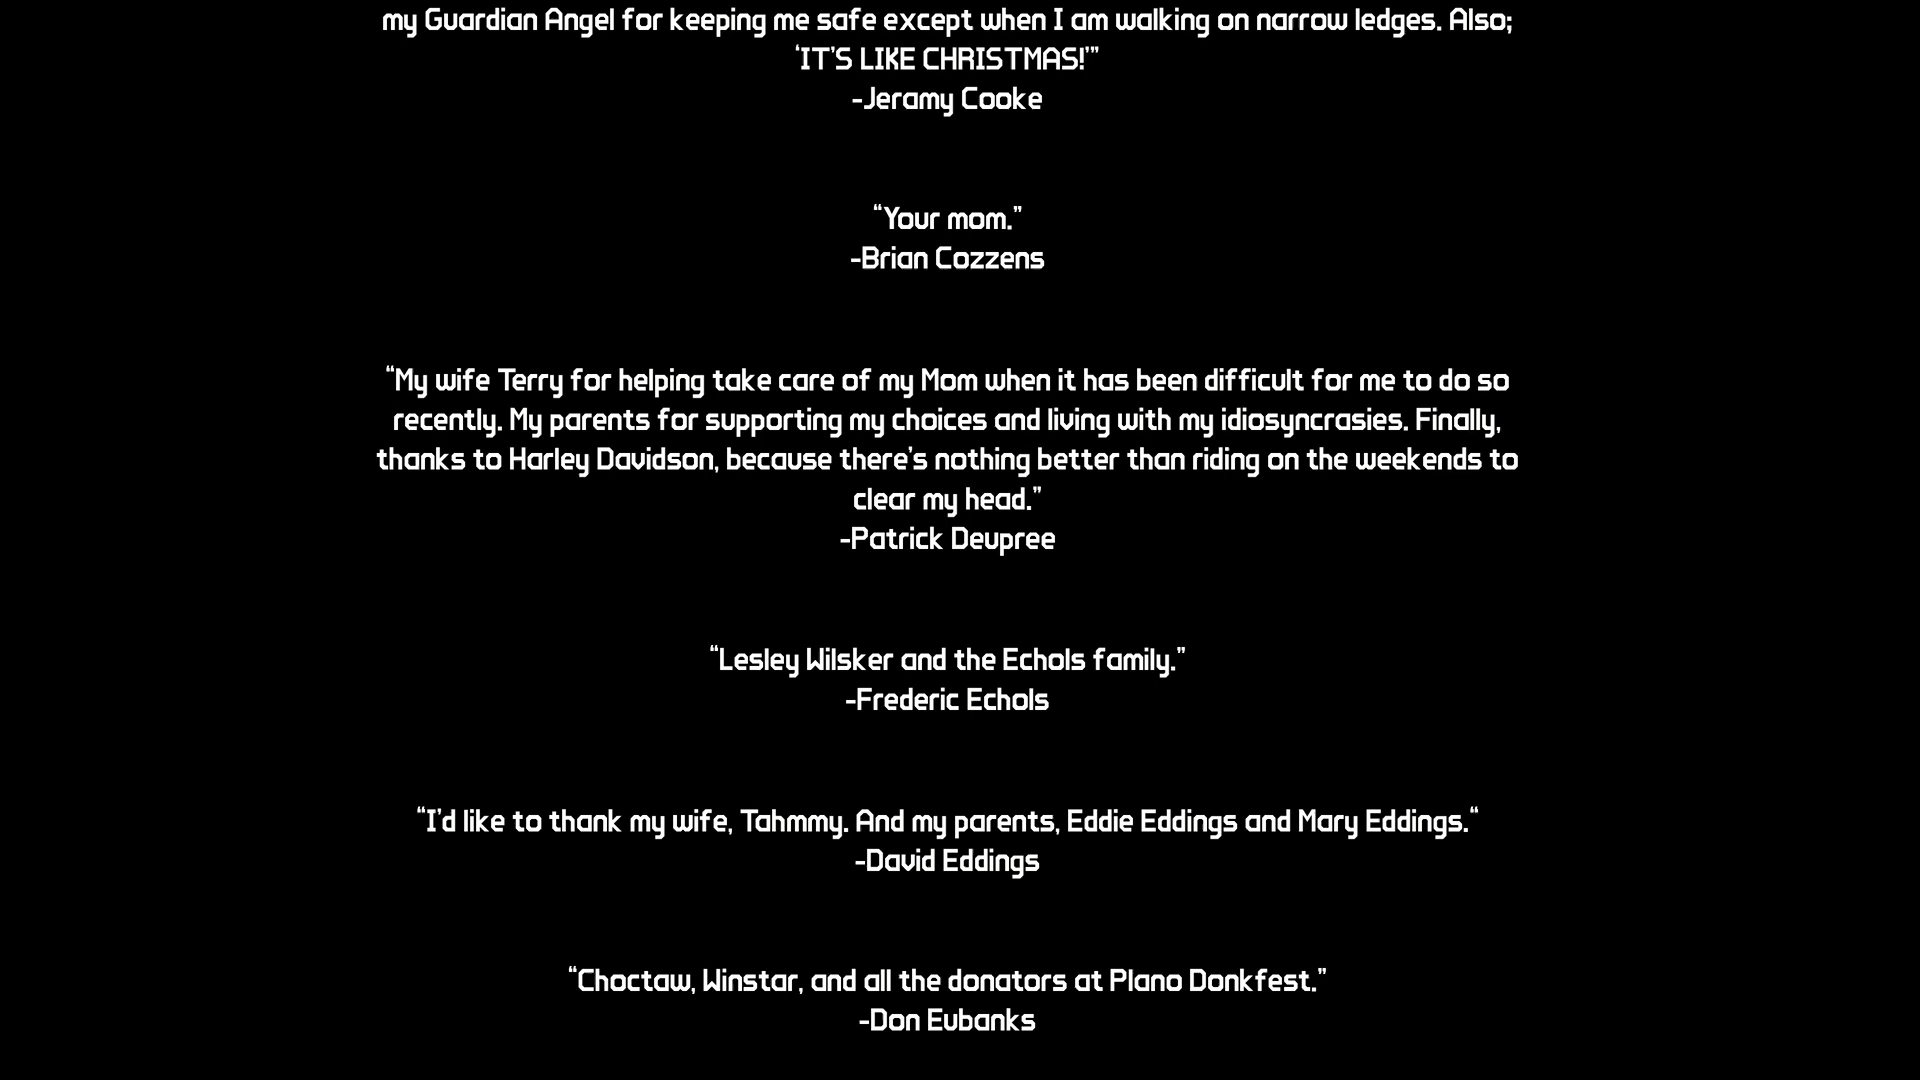 my Guardian Angel for keeping me safe except when I am walking on narrow ledges. Also;
‘IT’S LIKE CHRISTMAS!’”
-Jeramy Cooke
“Your mom.”
-Brian Cozzens
“My wife Terry for helping take care of my Mom when it has been difficult for me to do so
recently. My parents for supporting my choices and living with my idiosyncrasies. Finally,
thanks to Harley Davidson, because there’s nothing better than riding on the weekends to
clear my head.”
-Patrick Deupree
“Lesley Wilsker and the Echols family.”
-Frederic Echols
“I’d like to thank my wife, Tahmmy. And my parents, Eddie Eddings and Mary Eddings.“
-David Eddings
“Choctaw, Winstar, and all the donators at Plano Donkfest.”
-Don Eubanks